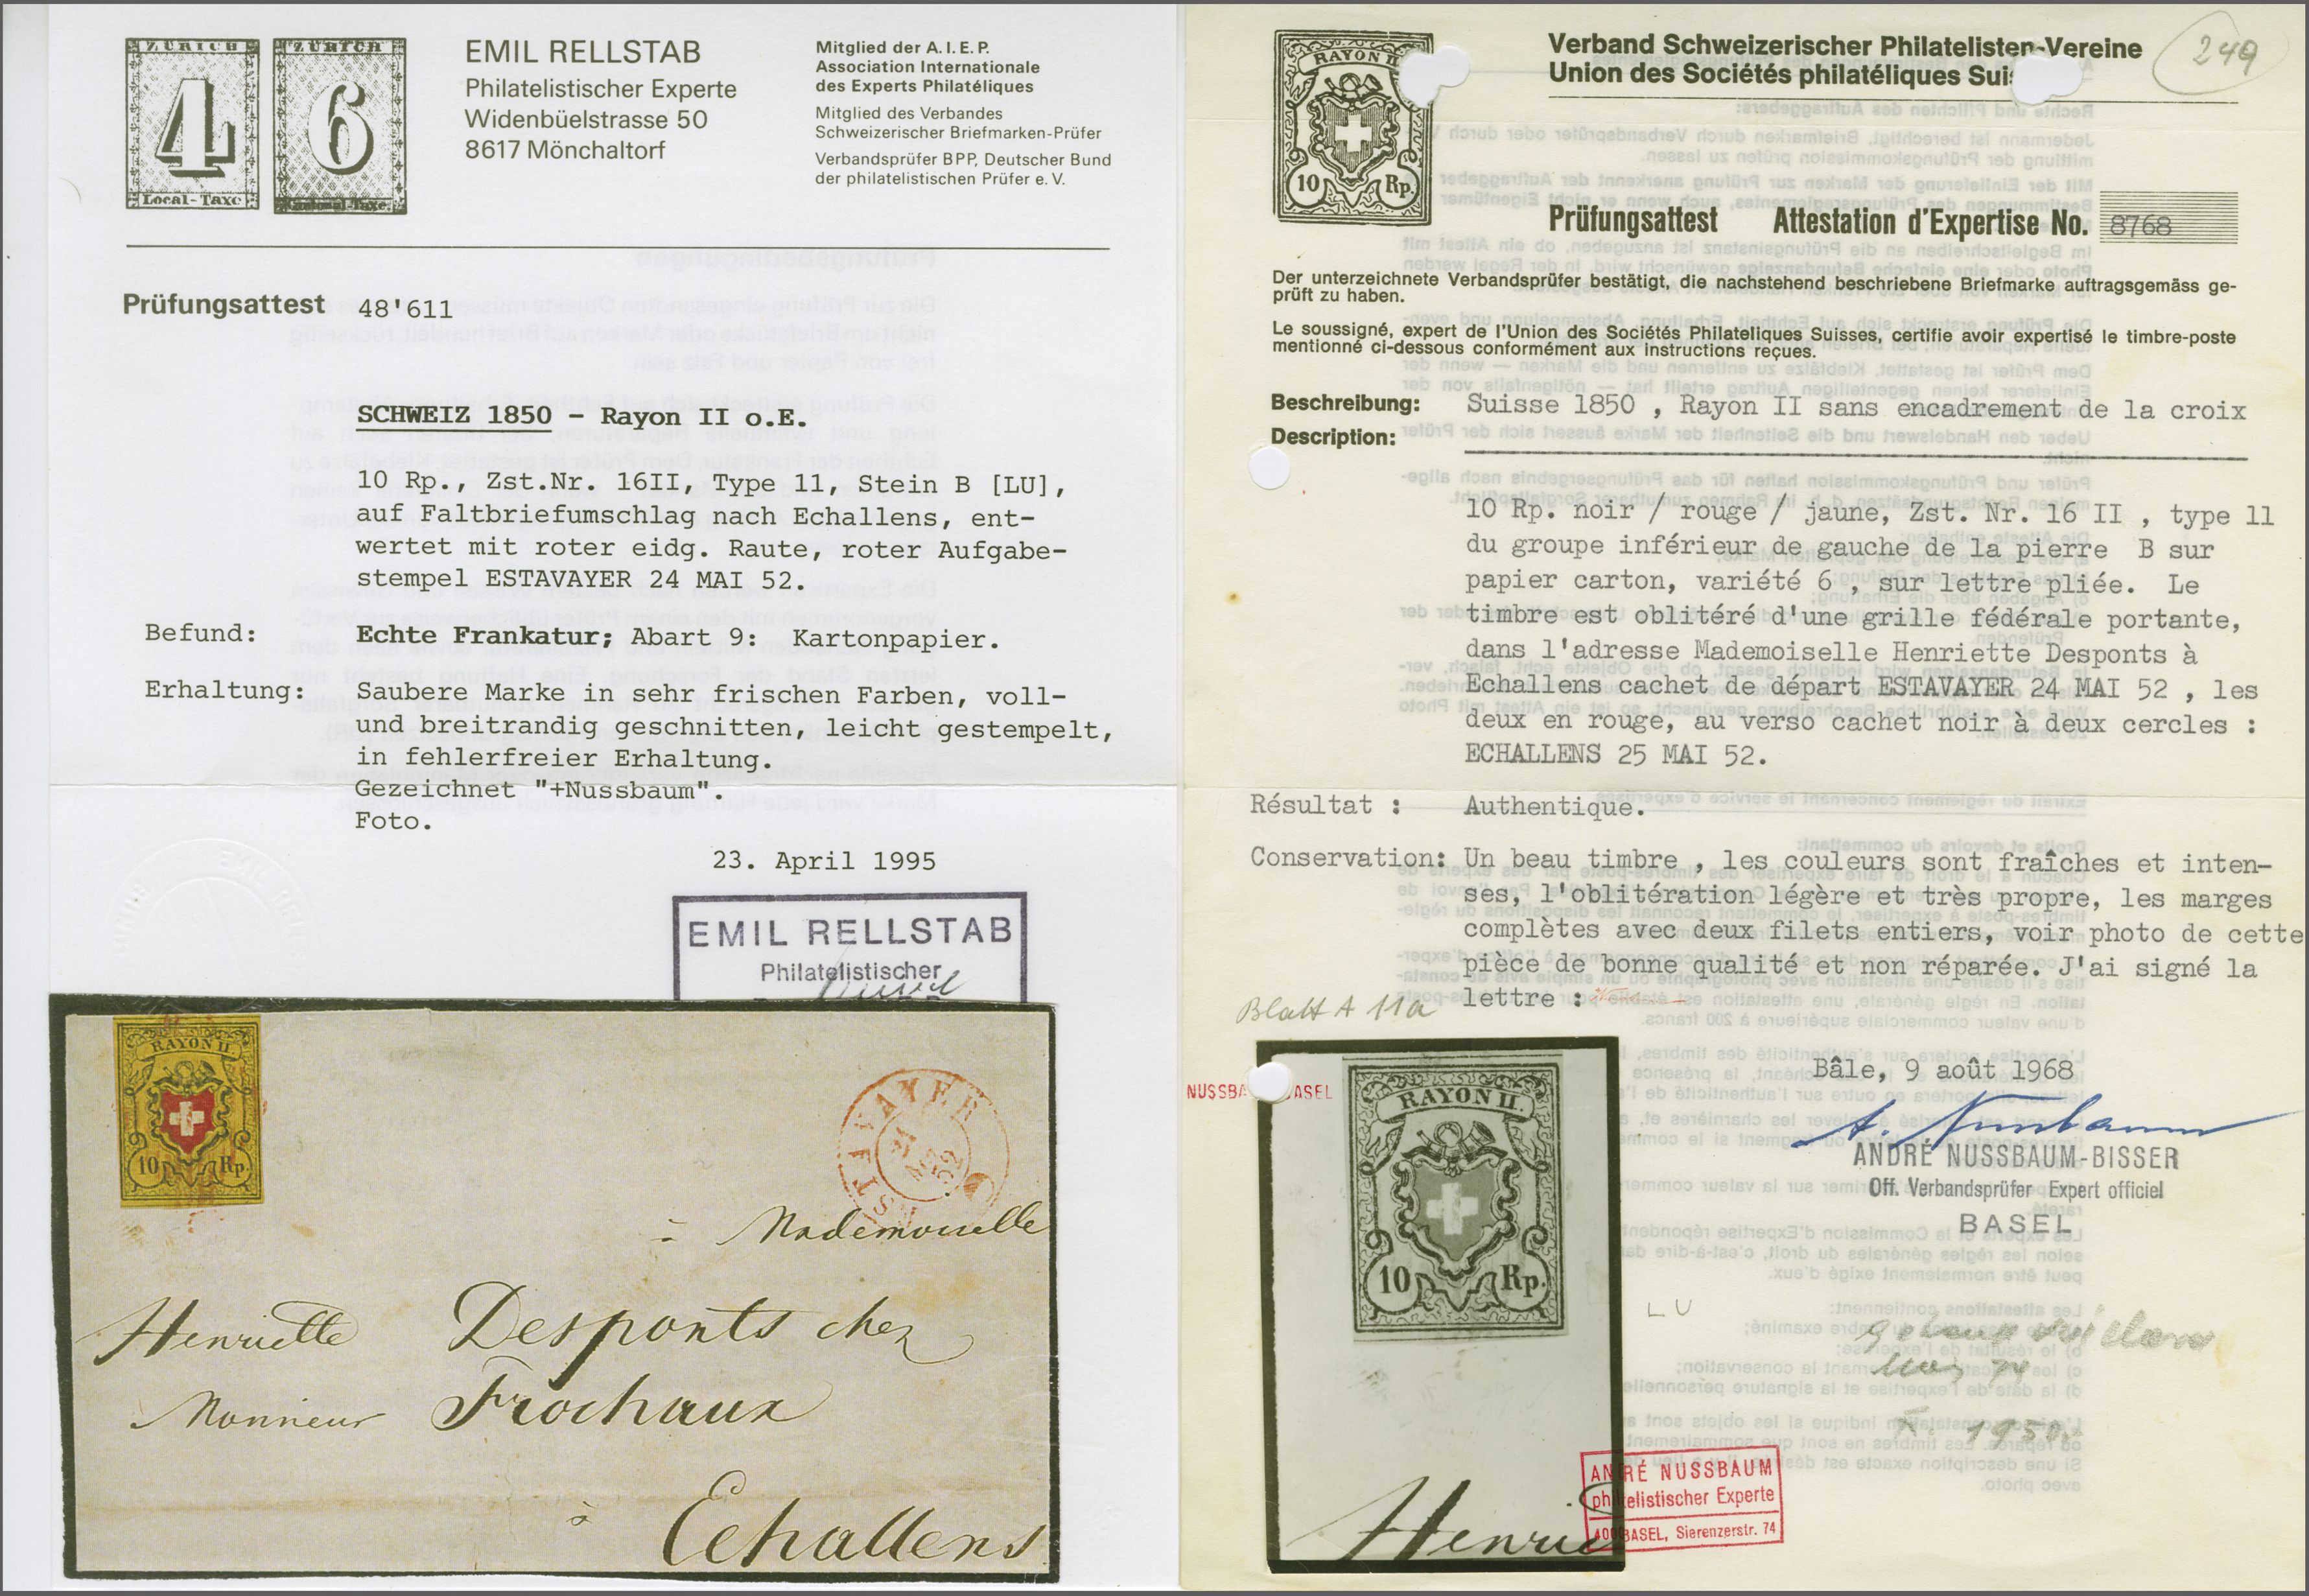 ZÜRICH
4
Local-Taxe
ZÜRICH
6
Cantonal-Taxe
EMIL RELLSTAB
Philatelistischer Experte
Widenbüelstrasse 50
8617 Mönchaltorf
Mitglied der A.I.E.P.
Association Internationale
des Experts Philatéliques
Mitglied des Verbandes
Schweizerischer Briefmarken-Prüfer
Verbandsprüfer BPP, Deutscher Bund
der philatelistischen Prüfer e.V.
Prüfungsattest 48'611
SCHWEIZ 1850 - Rayon II o.E.
10 Rp., Zst.Nr. 16II, Type 11, Stein B [LU],
auf Faltbriefumschlag nach Echallens, ent-
wertet mit roter eidg. Raute, roter Aufgabe-
stempel ESTAVAYER 24 MAI 52.
Befund: Echte Frankatur; Abart 9: Kartonpapier.
Erhaltung: Saubere Marke in sehr frischen Farben, voll-
und breitrandig geschnitten, leicht gestempelt,
in fehlerfreier Erhaltung.
Gezeichnet "+Nussbaum".
Foto.
23. April 1995
EMIL RELLSTAB
Philatelistischer
RAYON II.
10 Rp.
ESTAVAYER
24
MAI
52
à Mademoiselle
Henriette Desponts chez
Monsieur Frochaux
à
Echallens
RAYON II
10 Rp.
Verband Schweizerischer Philatelisten-Vereine
Union des Sociétés philatéliques Sui
249
Prüfungsattest Attestation d'Expertise No. 8768
Der unterzeichnete Verbandsprüfer bestätigt, die nachstehend beschriebene Briefmarke auftragsgemäss ge-
prüft zu haben.
Le soussigné, expert de l'Union des Sociétés Philateliques Suisses, certifie avoir expertisé le timbre-poste
mentionné ci-dessous conformément aux instructions reçues.
Beschreibung: Suisse 1850 , Rayon II sans encadrement de la croix
Description:
10 Rp. noir / rouge / jaune, Zst. Nr. 16 II , type 11
du groupe inférieur de gauche de la pierre B sur
papier carton, variété 6 , sur lettre pliée. Le
timbre est oblitéré d'une grille fédérale portante,
dans l'adresse Mademoiselle Henriette Desponts à
Echallens cachet de départ ESTAVAYER 24 MAI 52 , les
deux en rouge, au verso cachet noir à deux cercles :
ECHALLENS 25 MAI 52.
Résultat : Authentique.
Conservation: Un beau timbre , les couleurs sont fraîches et inten-
ses, l'oblitération légère et très propre, les marges
complètes avec deux filets entiers, voir photo de cette
pièce de bonne qualité et non réparée. J'ai signé la
lettre :
Blatt A 11a
Bâle, 9 août 1968
NUSSBA ASEL
A. Nussbaum
ANDRÉ NUSSBAUM-BISSER
Off. Verbandsprüfer Expert officiel
BASEL
RAYON II.
10 Rp.
LU
1950.-
ANDRÉ NUSSBAUM
philatelistischer Experte
BASEL, Sierenzerstr. 74
Henrie